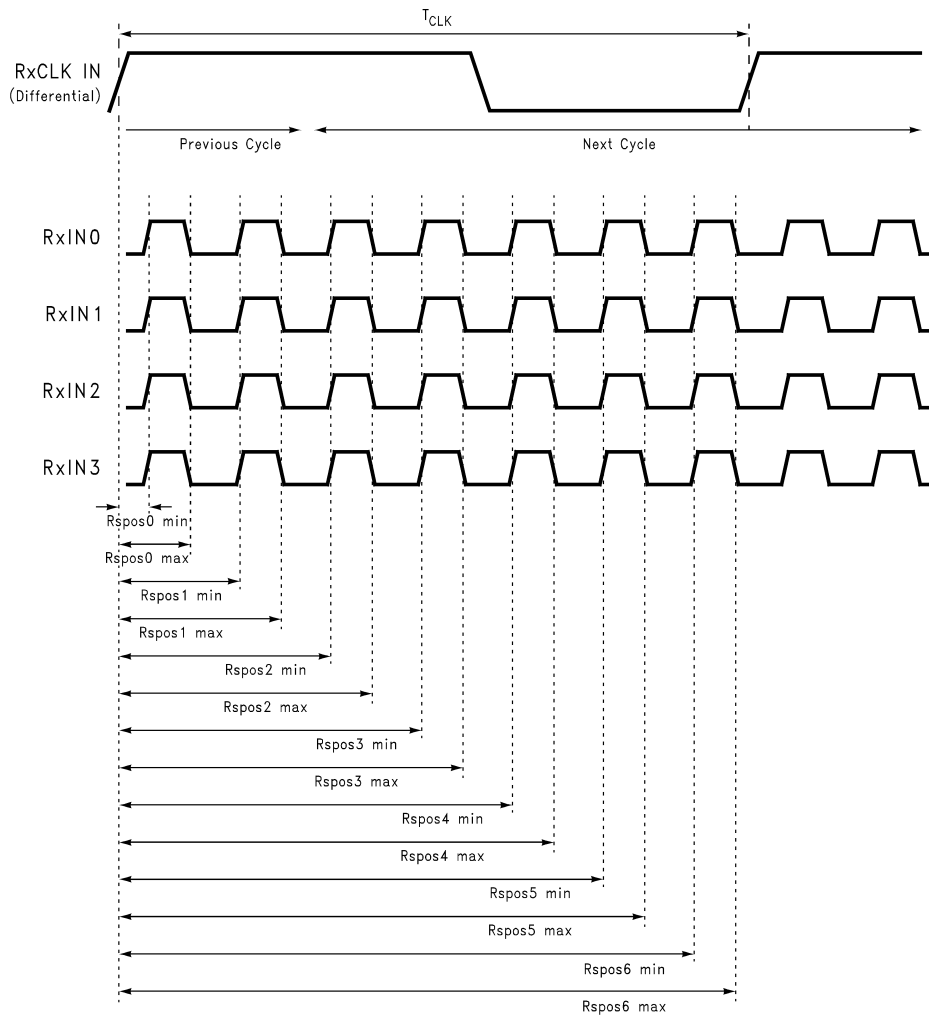 T_CLK
RxCLK IN
(Differential)
Previous Cycle
Next Cycle
RxIN0
RxIN1
RxIN2
RxIN3
Rspos0 min
Rspos0 max
Rspos1 min
Rspos1 max
Rspos2 min
Rspos2 max
Rspos3 min
Rspos3 max
Rspos4 min
Rspos4 max
Rspos5 min
Rspos5 max
Rspos6 min
Rspos6 max